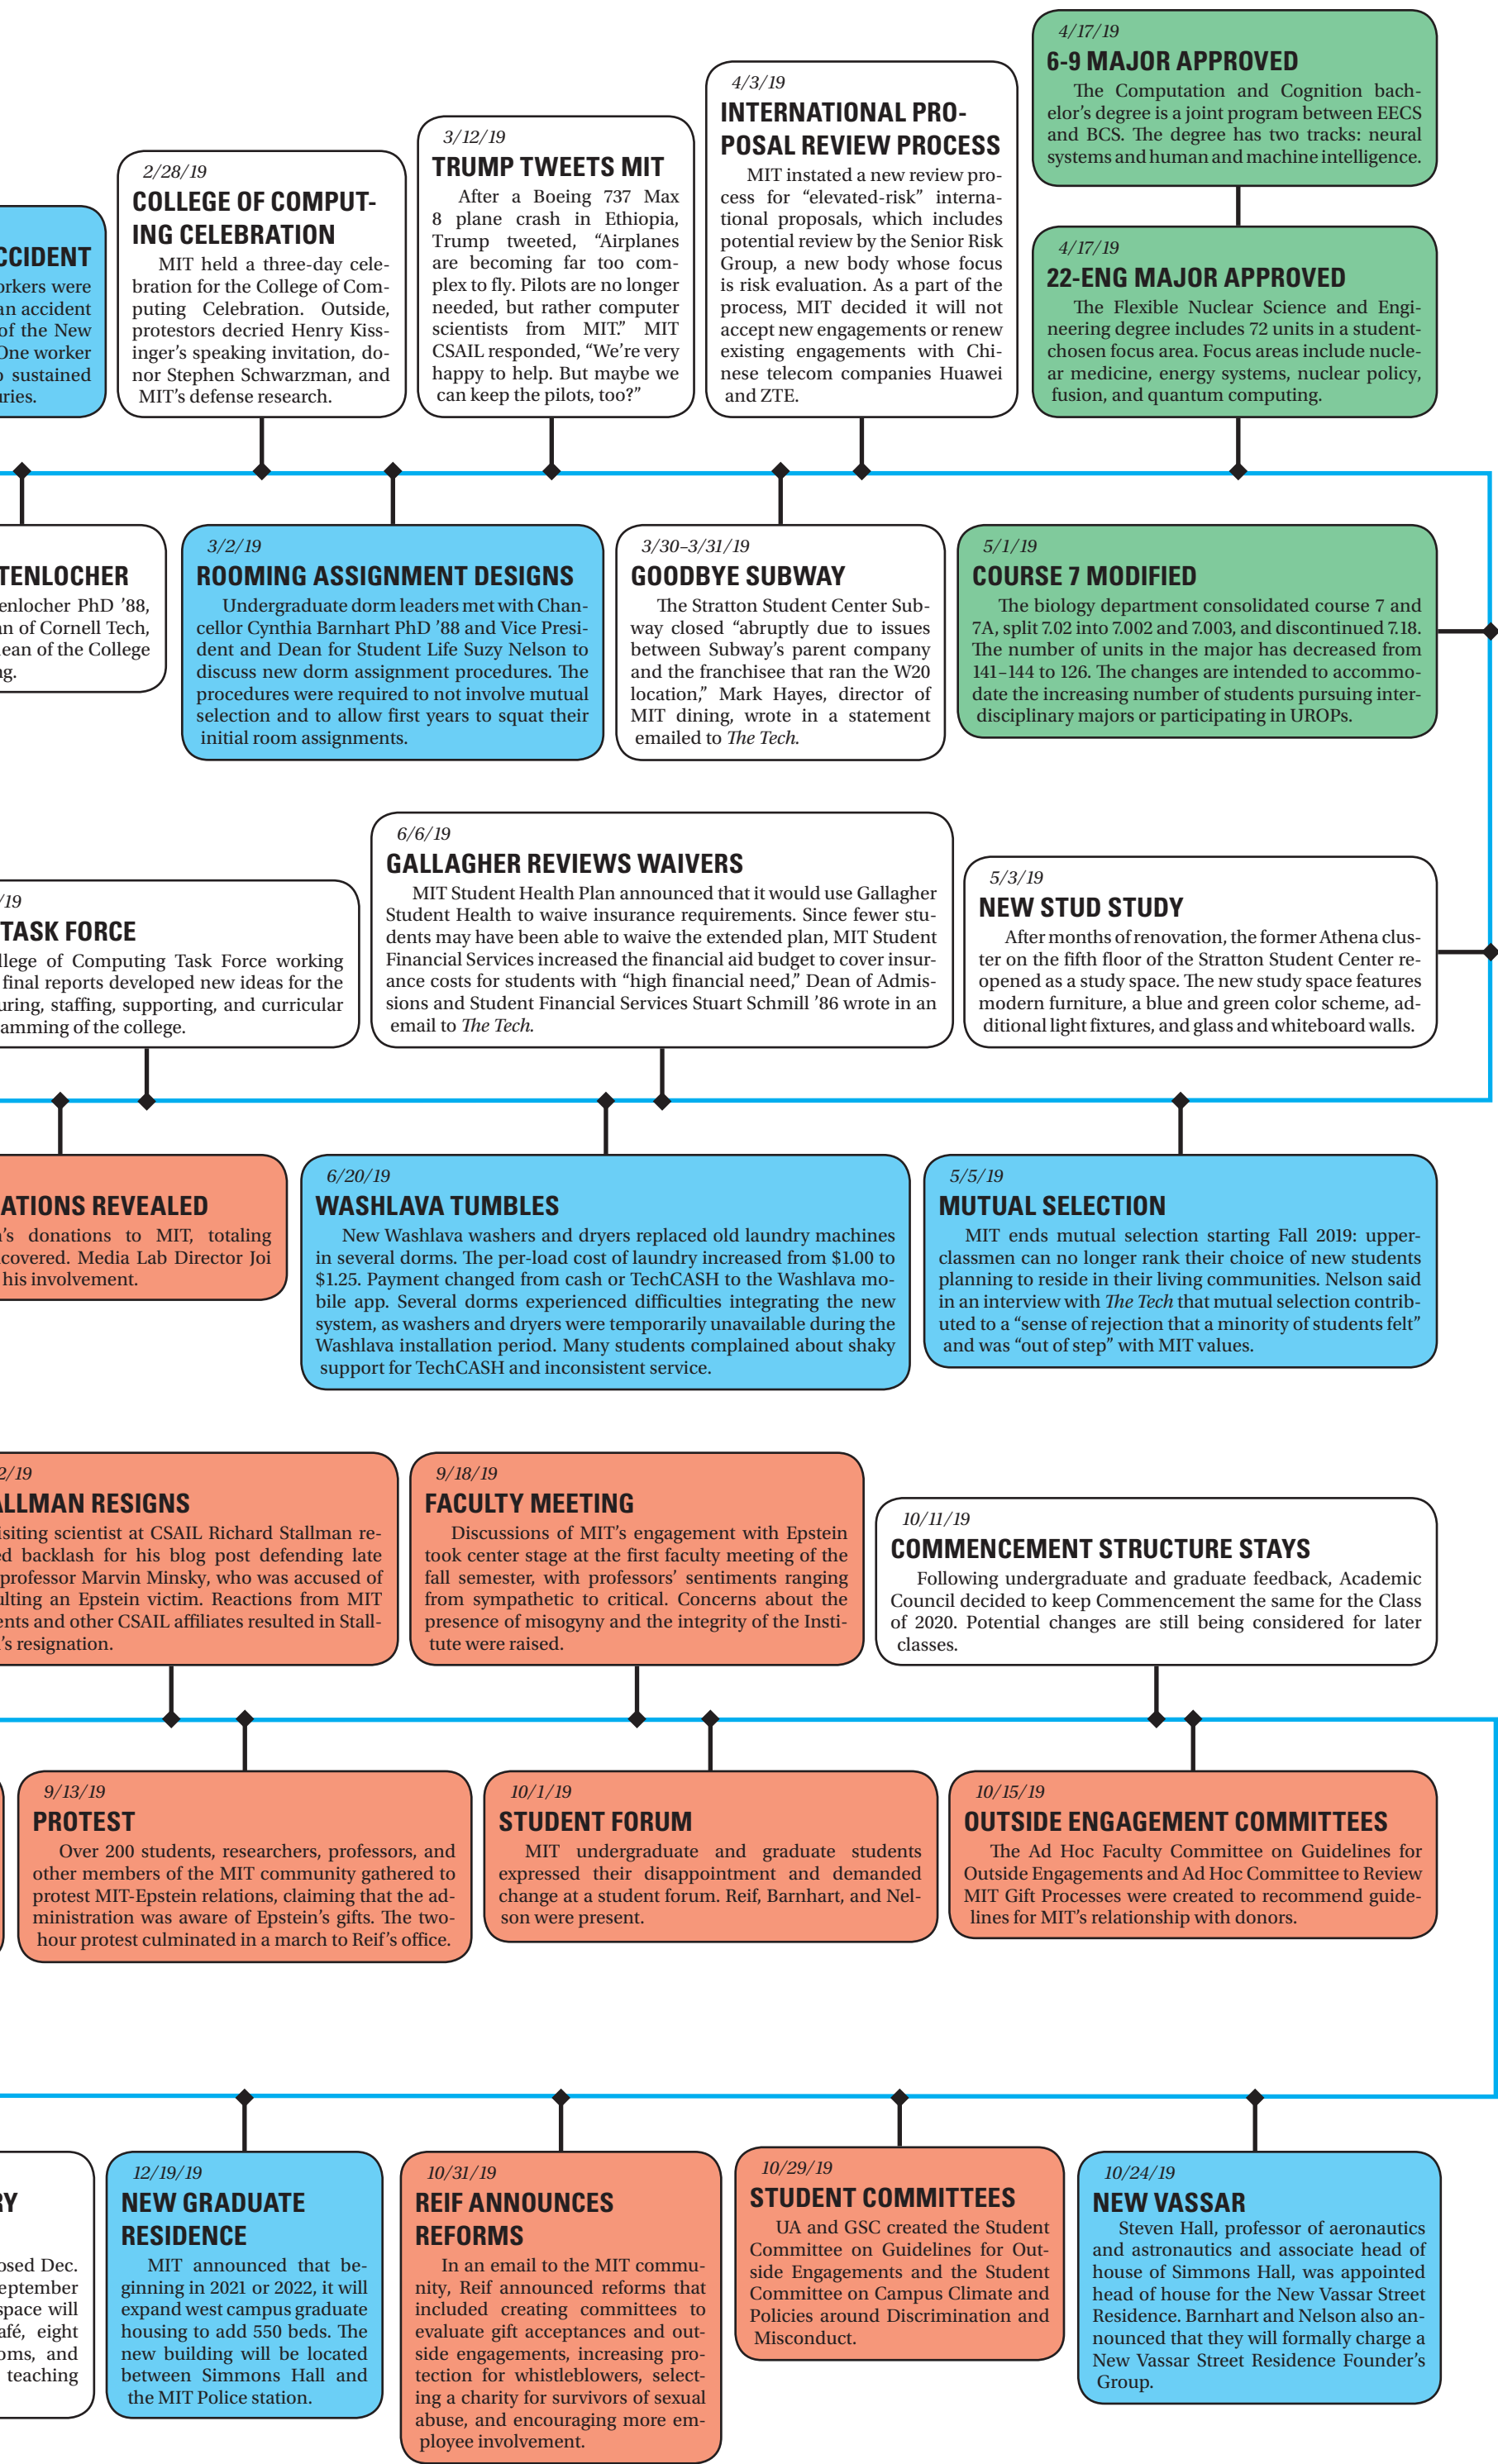 4/17/19
6-9 MAJOR APPROVED
The Computation and Cognition bach-
elor’s degree is a joint program between EECS
and BCS. The degree has two tracks: neural
systems and human and machine intelligence.
4/3/19
INTERNATIONAL PRO-
POSAL REVIEW PROCESS
MIT instated a new review pro-
cess for “elevated-risk” interna-
tional proposals, which includes
potential review by the Senior Risk
Group, a new body whose focus
is risk evaluation. As a part of the
process, MIT decided it will not
accept new engagements or renew
existing engagements with Chi-
nese telecom companies Huawei
and ZTE.
3/12/19
TRUMP TWEETS MIT
After a Boeing 737 Max
8 plane crash in Ethiopia,
Trump tweeted, “Airplanes
are becoming far too com-
plex to fly. Pilots are no longer
needed, but rather computer
scientists from MIT.” MIT
CSAIL responded, “We’re very
happy to help. But maybe we
can keep the pilots, too?”
2/28/19
COLLEGE OF COMPUT-
ING CELEBRATION
MIT held a three-day cele-
bration for the College of Com-
puting Celebration. Outside,
protestors decried Henry Kiss-
inger’s speaking invitation, do-
nor Stephen Schwarzman, and
MIT’s defense research.
CCIDENT
orkers were
an accident
of the New
One worker
o sustained
uries.
4/17/19
22-ENG MAJOR APPROVED
The Flexible Nuclear Science and Engi-
neering degree includes 72 units in a student-
chosen focus area. Focus areas include nucle-
ar medicine, energy systems, nuclear policy,
fusion, and quantum computing.
TENLOCHER
enlocher PhD ’88,
an of Cornell Tech,
ean of the College
ng.
3/2/19
ROOMING ASSIGNMENT DESIGNS
Undergraduate dorm leaders met with Chan-
cellor Cynthia Barnhart PhD ’88 and Vice Presi-
dent and Dean for Student Life Suzy Nelson to
discuss new dorm assignment procedures. The
procedures were required to not involve mutual
selection and to allow first years to squat their
initial room assignments.
3/30–3/31/19
GOODBYE SUBWAY
The Stratton Student Center Sub-
way closed “abruptly due to issues
between Subway’s parent company
and the franchisee that ran the W20
location,” Mark Hayes, director of
MIT dining, wrote in a statement
emailed to The Tech.
5/1/19
COURSE 7 MODIFIED
The biology department consolidated course 7 and
7A, split 7.02 into 7.002 and 7.003, and discontinued 7.18.
The number of units in the major has decreased from
141–144 to 126. The changes are intended to accommo-
date the increasing number of students pursuing inter-
disciplinary majors or participating in UROPs.
/19
TASK FORCE
llege of Computing Task Force working
final reports developed new ideas for the
uring, staffing, supporting, and curricular
amming of the college.
6/6/19
GALLAGHER REVIEWS WAIVERS
MIT Student Health Plan announced that it would use Gallagher
Student Health to waive insurance requirements. Since fewer stu-
dents may have been able to waive the extended plan, MIT Student
Financial Services increased the financial aid budget to cover insur-
ance costs for students with “high financial need,” Dean of Admis-
sions and Student Financial Services Stuart Schmill ’86 wrote in an
email to The Tech.
5/3/19
NEW STUD STUDY
After months of renovation, the former Athena clus-
ter on the fifth floor of the Stratton Student Center re-
opened as a study space. The new study space features
modern furniture, a blue and green color scheme, ad-
ditional light fixtures, and glass and whiteboard walls.
ATIONS REVEALED
n’s donations to MIT, totaling
covered. Media Lab Director Joi
his involvement.
6/20/19
WASHLAVA TUMBLES
New Washlava washers and dryers replaced old laundry machines
in several dorms. The per-load cost of laundry increased from $1.00 to
$1.25. Payment changed from cash or TechCASH to the Washlava mo-
bile app. Several dorms experienced difficulties integrating the new
system, as washers and dryers were temporarily unavailable during the
Washlava installation period. Many students complained about shaky
support for TechCASH and inconsistent service.
5/5/19
MUTUAL SELECTION
MIT ends mutual selection starting Fall 2019: upper-
classmen can no longer rank their choice of new students
planning to reside in their living communities. Nelson said
in an interview with The Tech that mutual selection contrib-
uted to a “sense of rejection that a minority of students felt”
and was “out of step” with MIT values.
2/19
ALLMAN RESIGNS
isiting scientist at CSAIL Richard Stallman re-
ed backlash for his blog post defending late
professor Marvin Minsky, who was accused of
ulting an Epstein victim. Reactions from MIT
ents and other CSAIL affiliates resulted in Stall-
’s resignation.
9/18/19
FACULTY MEETING
Discussions of MIT’s engagement with Epstein
took center stage at the first faculty meeting of the
fall semester, with professors’ sentiments ranging
from sympathetic to critical. Concerns about the
presence of misogyny and the integrity of the Insti-
tute were raised.
10/11/19
COMMENCEMENT STRUCTURE STAYS
Following undergraduate and graduate feedback, Academic
Council decided to keep Commencement the same for the Class
of 2020. Potential changes are still being considered for later
classes.
9/13/19
PROTEST
Over 200 students, researchers, professors, and
other members of the MIT community gathered to
protest MIT-Epstein relations, claiming that the ad-
ministration was aware of Epstein’s gifts. The two-
hour protest culminated in a march to Reif’s office.
10/1/19
STUDENT FORUM
MIT undergraduate and graduate students
expressed their disappointment and demanded
change at a student forum. Reif, Barnhart, and Nel-
son were present.
10/15/19
OUTSIDE ENGAGEMENT COMMITTEES
The Ad Hoc Faculty Committee on Guidelines for
Outside Engagements and Ad Hoc Committee to Review
MIT Gift Processes were created to recommend guide-
lines for MIT’s relationship with donors.
RY
osed Dec.
eptember
space will
afé, eight
oms, and
teaching
12/19/19
NEW GRADUATE
RESIDENCE
MIT announced that be-
ginning in 2021 or 2022, it will
expand west campus graduate
housing to add 550 beds. The
new building will be located
between Simmons Hall and
the MIT Police station.
10/31/19
REIF ANNOUNCES
REFORMS
In an email to the MIT commu-
nity, Reif announced reforms that
included creating committees to
evaluate gift acceptances and out-
side engagements, increasing pro-
tection for whistleblowers, select-
ing a charity for survivors of sexual
abuse, and encouraging more em-
ployee involvement.
10/29/19
STUDENT COMMITTEES
UA and GSC created the Student
Committee on Guidelines for Out-
side Engagements and the Student
Committee on Campus Climate and
Policies around Discrimination and
Misconduct.
10/24/19
NEW VASSAR
Steven Hall, professor of aeronautics
and astronautics and associate head of
house of Simmons Hall, was appointed
head of house for the New Vassar Street
Residence. Barnhart and Nelson also an-
nounced that they will formally charge a
New Vassar Street Residence Founder’s
Group.